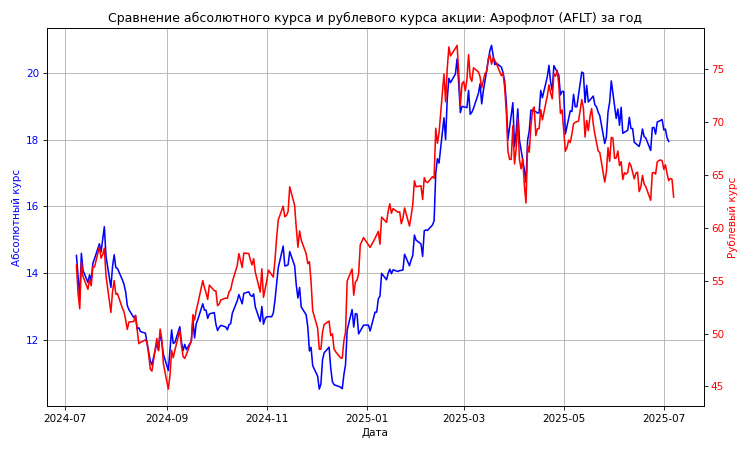 Сравнение абсолютного курса и рублевого курса акции: Аэрофлот (AFLT) за год
Абсолютный курс
20
18
16
14
12
75
70
65
60
55
50
45
Рублевый курс
2024-07 2024-09 2024-11 2025-01 2025-03 2025-05 2025-07
Дата